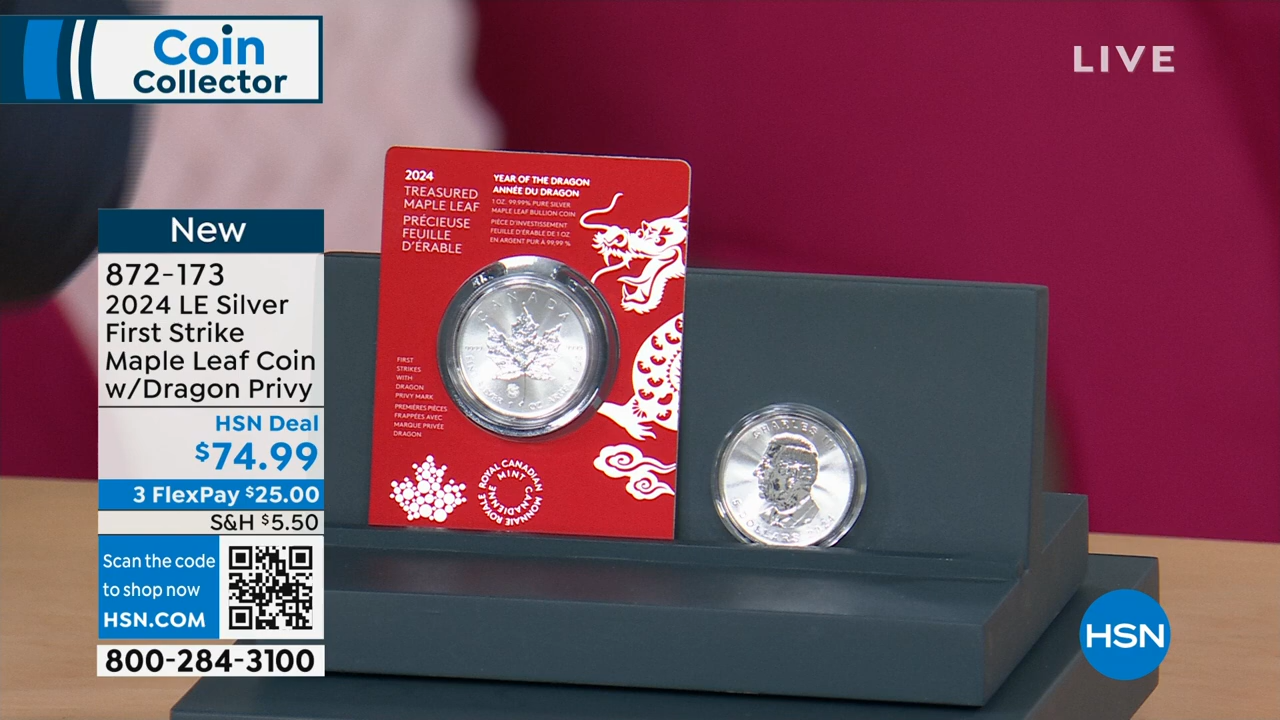 Coin
Collector
LIVE
New
872-173
2024 LE Silver
First Strike
Maple Leaf Coin
w/Dragon Privy
HSN Deal
$74.99
3 FlexPay $25.00
S&H $5.50
Scan the code
to shop now
HSN.COM
800-284-3100
2024
TREASURED
MAPLE LEAF
PRÉCIEUSE
FEUILLE
D'ÉRABLE
YEAR OF THE DRAGON
ANNÉE DU DRAGON
1 OZ. 99.99% PURE SILVER
MAPLE LEAF BULLION COIN
PIÈCE D'INVESTISSEMENT
FEUILLE D'ÉRABLE DE 1 OZ
EN ARGENT PUR À 99,99 %
CANADA
FIRST
STRIKES
WITH
DRAGON
PRIVY MARK
PREMIÈRES PIÈCES
FRAPPÉES AVEC
MARQUE PRIVÉE
DRAGON
ROYAL CANADIAN MINT
MONNAIE ROYALE CANADIENNE
CHARLES III
HSN